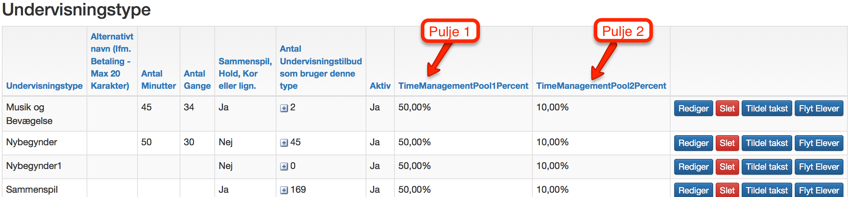 Undervisningstype
Pulje 1
Pulje 2
Undervisningstype
Alternativt
navn (Ifm.
Betaling -
Max 20
Karakter)
Antal
Minutter
Antal
Gange
Sammenspil,
Hold, Kor
eller lign.
Antal
Undervisningstilbud
som bruger denne
type
Aktiv
TimeManagementPool1Percent
TimeManagementPool2Percent
Musik og
Bevægelse
45
34
Ja
2
Ja
50,00%
10,00%
Rediger
Slet
Tildel takst
Flyt Elever
Nybegynder
50
30
Nej
45
Ja
50,00%
10,00%
Rediger
Slet
Tildel takst
Flyt Elever
Nybegynder1
Nej
0
Ja
50,00%
10,00%
Rediger
Slet
Tildel takst
Flyt Elever
Sammenspil
Ja
169
Ja
50,00%
10,00%
Rediger
Slet
Tildel takst
Flyt Elever